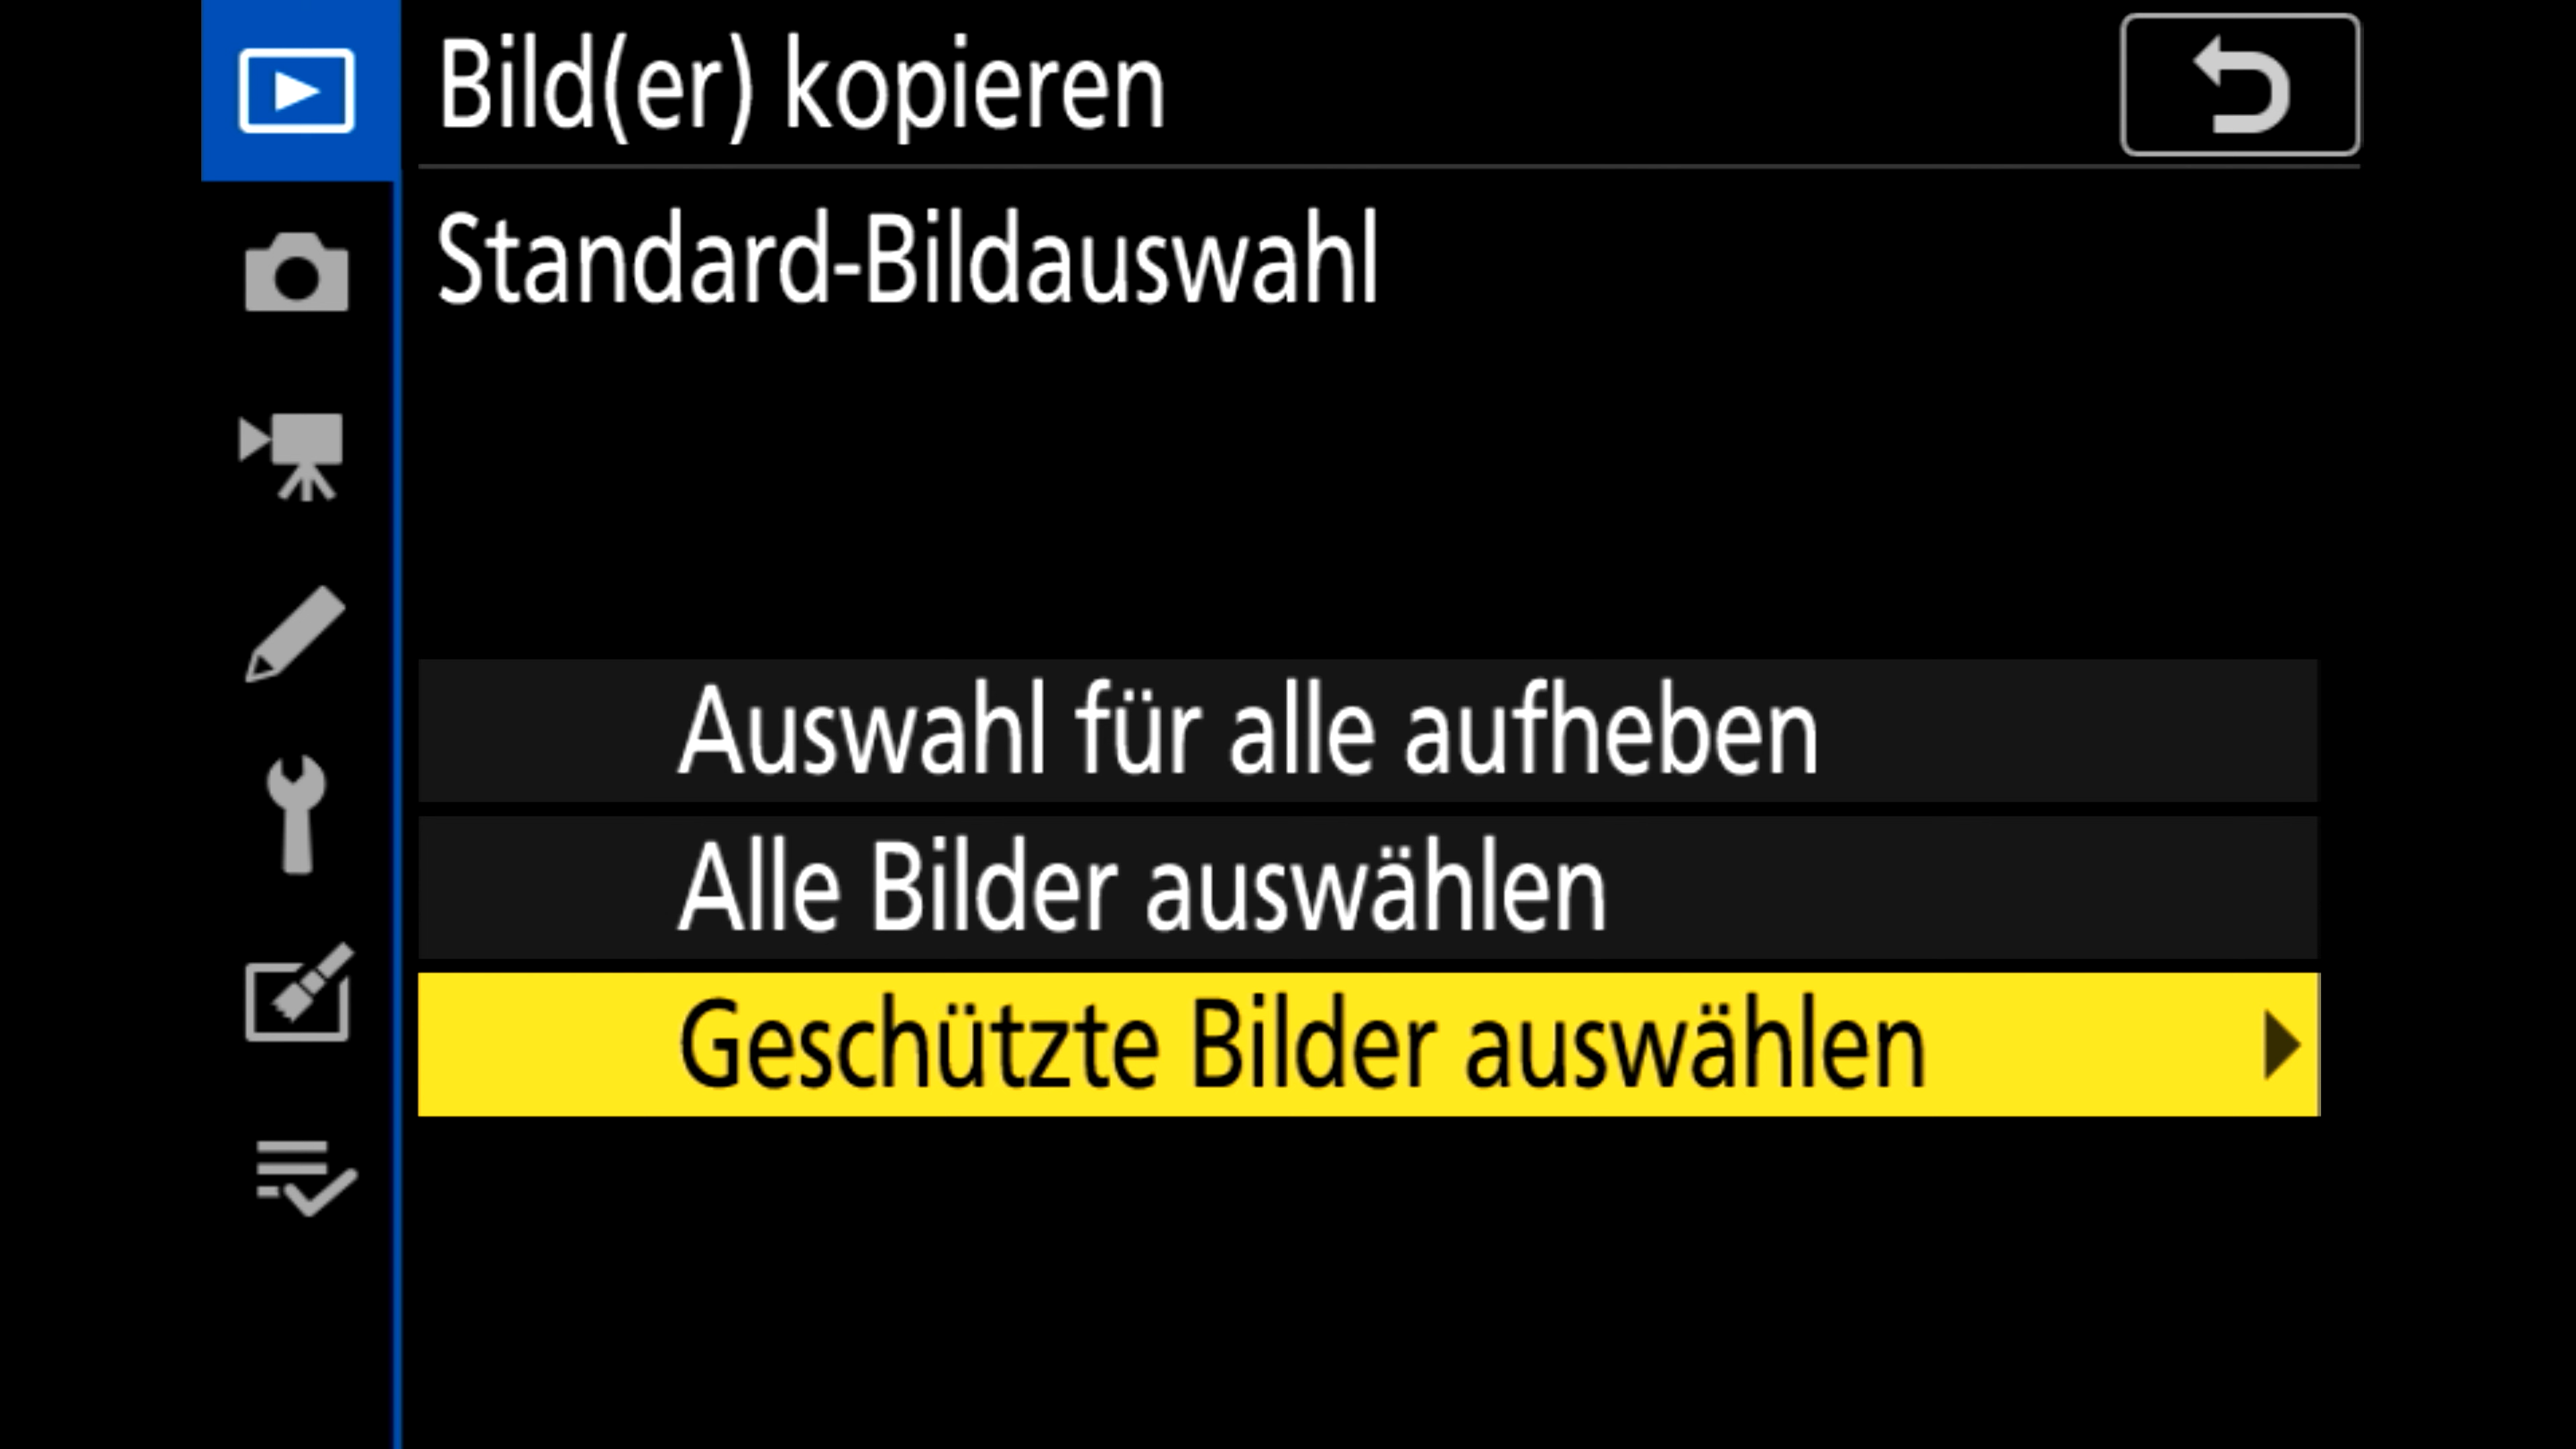 Bild(er) kopieren
Standard-Bildauswahl
Auswahl für alle aufheben
Alle Bilder auswählen
Geschützte Bilder auswählen